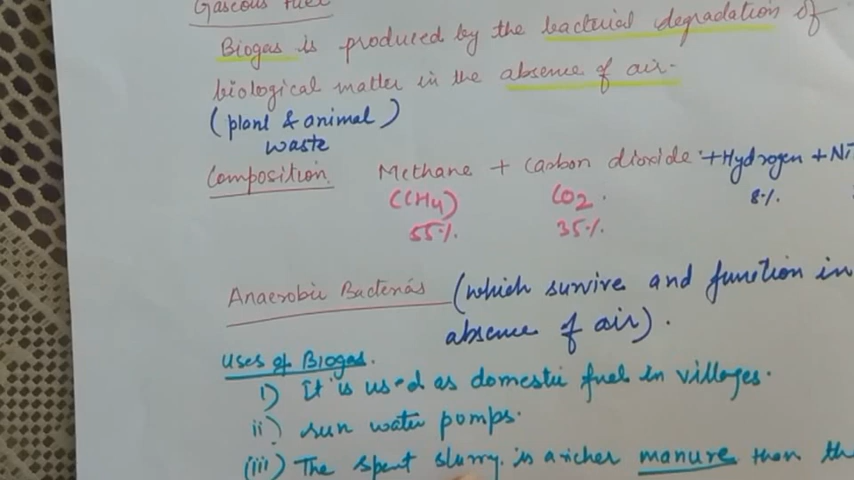 Gaseous Fuel
Biogas is produced by the bacterial degradation of
biological matter in the absence of air.
(plant & animal)
waste
Composition. Methane + Carbon dioxide + Hydrogen + Ni
(CH4) CO2. 8%
55%. 35%.
Anaerobic Bacterias (which survive and function in
absence of air).
Uses of Biogas.
i) It is used as domestic fuel in villages.
ii) run water pumps.
(iii) The spent slurry is a richer manure than th